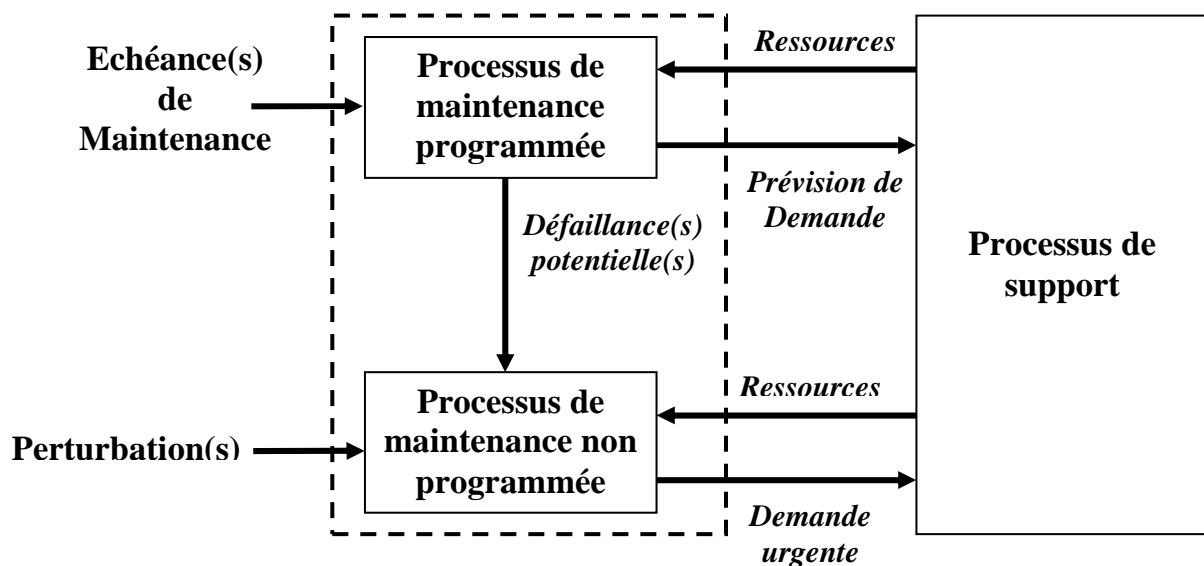 Echéance(s)
de
Maintenance
Processus de
maintenance
programmée
Ressources
Prévision de
Demande
Défaillance(s)
potentielle(s)
Processus de
support
Perturbation(s)
Processus de
maintenance non
programmée
Ressources
Demande
urgente